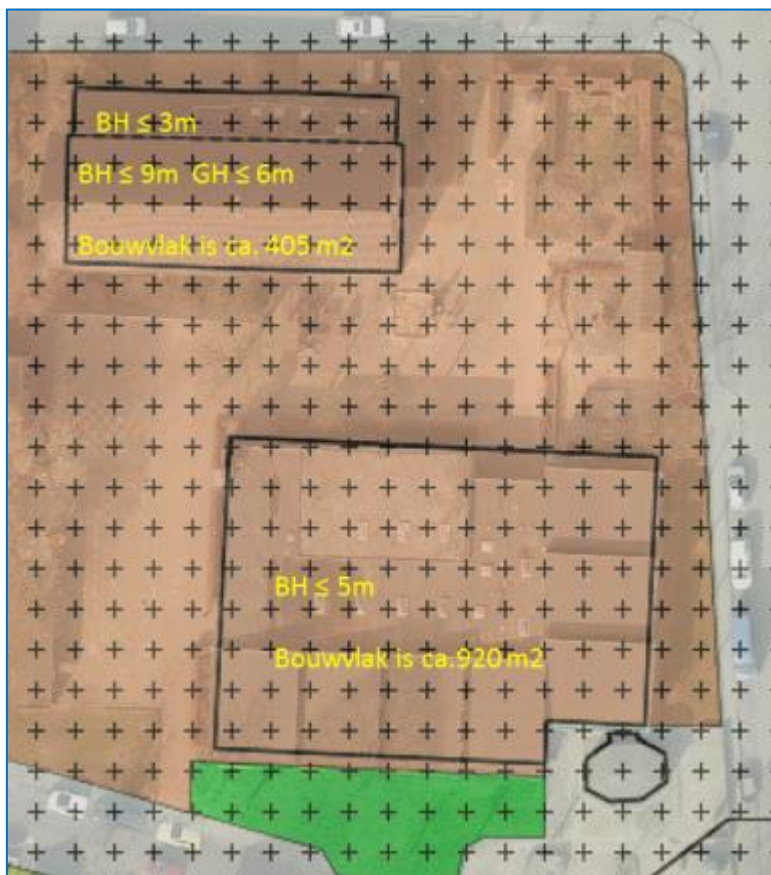 BH ≤ 3m
BH ≤ 9m GH ≤ 6m
Bouwvlak is ca. 405 m2
BH ≤ 5m
Bouwvlak is ca.920 m2